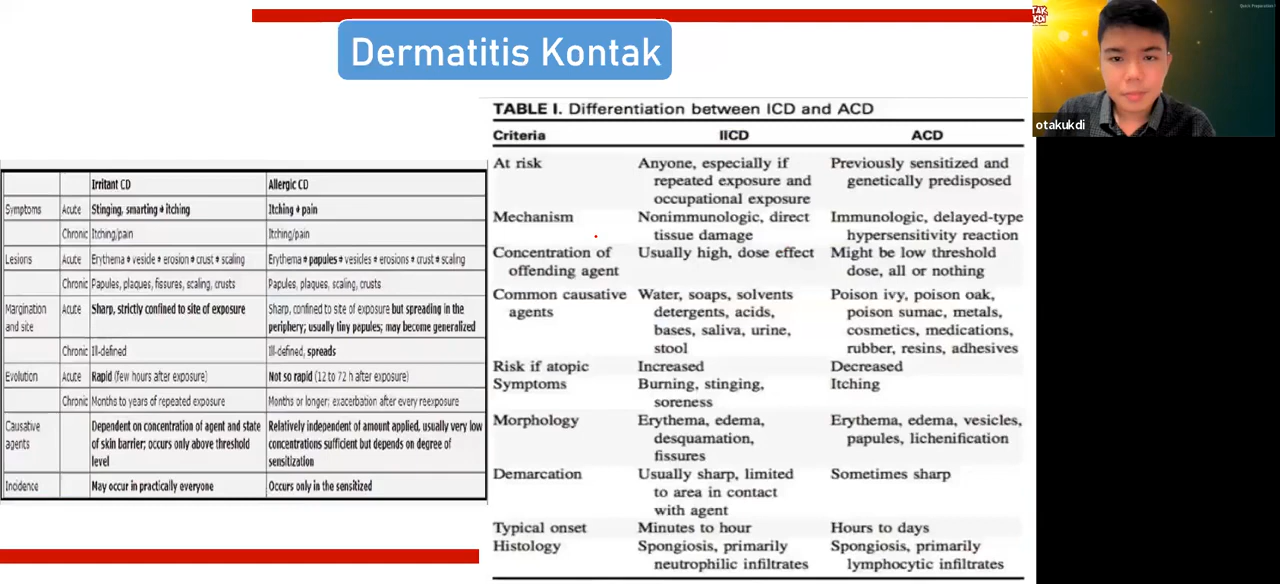 Dermatitis Kontak
otakukdi
Irritant CD Allergic CD
Symptoms Acute Stinging, smarting → itching Itching → pain
Chronic Itching/pain Itching/pain
Lesions Acute Erythema → vesicle → erosion → crust → scaling Erythema → papules → vesicles → erosions → crust → scaling
Chronic Papules, plaques, fissures, scaling, crusts Papules, plaques, scaling, crusts
Margination and site Acute Sharp, strictly confined to site of exposure Sharp, confined to site of exposure but spreading in the
periphery; usually tiny papules; may become generalized
Chronic Ill-defined Ill-defined, spreads
Evolution Acute Rapid (few hours after exposure) Not so rapid (12 to 72 h after exposure)
Chronic Months to years of repeated exposure Months or longer; exacerbation after every reexposure
Causative agents Dependent on concentration of agent and state Relatively independent of amount applied, usually very low
of skin barrier; occurs only above threshold concentrations sufficient but depends on degree of
level sensitization
Incidence May occur in practically everyone Occurs only in the sensitized
TABLE I. Differentiation between ICD and ACD
Criteria IICD ACD
At risk Anyone, especially if Previously sensitized and
repeated exposure and genetically predisposed
occupational exposure
Mechanism Nonimmunologic, direct Immunologic, delayed-type
tissue damage hypersensitivity reaction
Concentration of Usually high, dose effect Might be low threshold
offending agent dose, all or nothing
Common causative Water, soaps, solvents Poison ivy, poison oak,
agents detergents, acids, poison sumac, metals,
bases, saliva, urine, cosmetics, medications,
stool rubber, resins, adhesives
Risk if atopic Increased Decreased
Symptoms Burning, stinging, Itching
soreness
Morphology Erythema, edema, Erythema, edema, vesicles,
desquamation, papules, lichenification
fissures
Demarcation Usually sharp, limited Sometimes sharp
to area in contact
with agent
Typical onset Minutes to hour Hours to days
Histology Spongiosis, primarily Spongiosis, primarily
neutrophilic infiltrates lymphocytic infiltrates